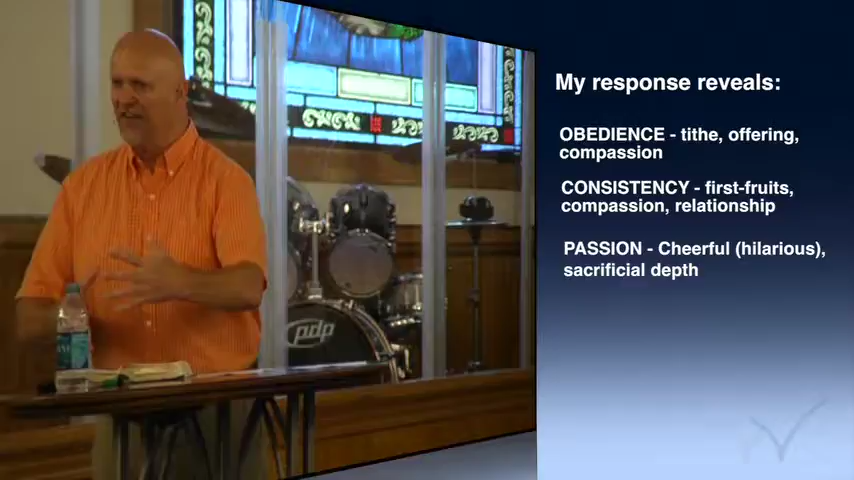 My response reveals:
OBEDIENCE - tithe, offering,
compassion
CONSISTENCY - first-fruits,
compassion, relationship
PASSION - Cheerful (hilarious),
sacrificial depth
pdp